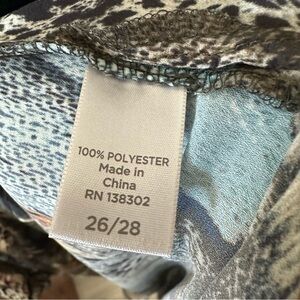 100% POLYESTER
Made in
China
RN 138302
26/28